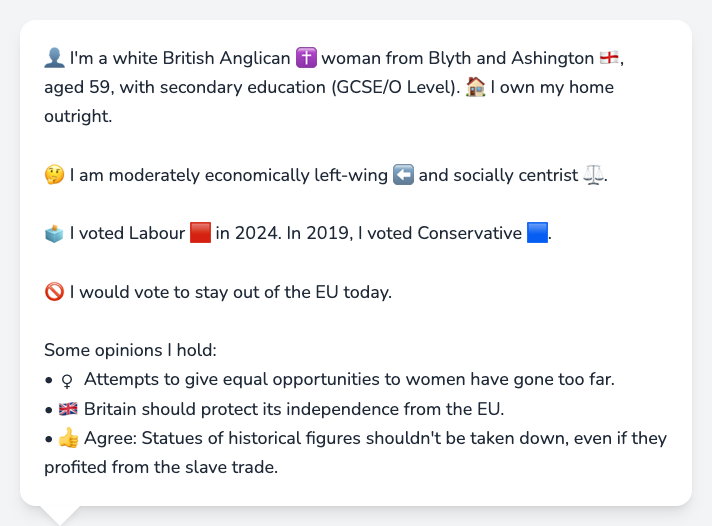 👤 I'm a white British Anglican ✝️ woman from Blyth and Ashington 🏴󠁧󠁢󠁥󠁮󠁧󠁿,
aged 59, with secondary education (GCSE/O Level). 🏠 I own my home
outright.
🤔 I am moderately economically left-wing ⬅️ and socially centrist ⚖️.
🗳️ I voted Labour 🟥 in 2024. In 2019, I voted Conservative 🟦.
🚫 I would vote to stay out of the EU today.
Some opinions I hold:
• ♀ Attempts to give equal opportunities to women have gone too far.
• 🇬🇧 Britain should protect its independence from the EU.
• 👍 Agree: Statues of historical figures shouldn't be taken down, even if they
profited from the slave trade.